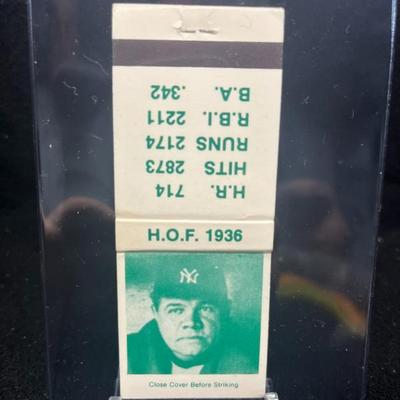 H.R. 714
HITS 2873
RUNS 2174
R.B.I. 2211
B.A. .342
H.O.F. 1936
NY
Close Cover Before Striking